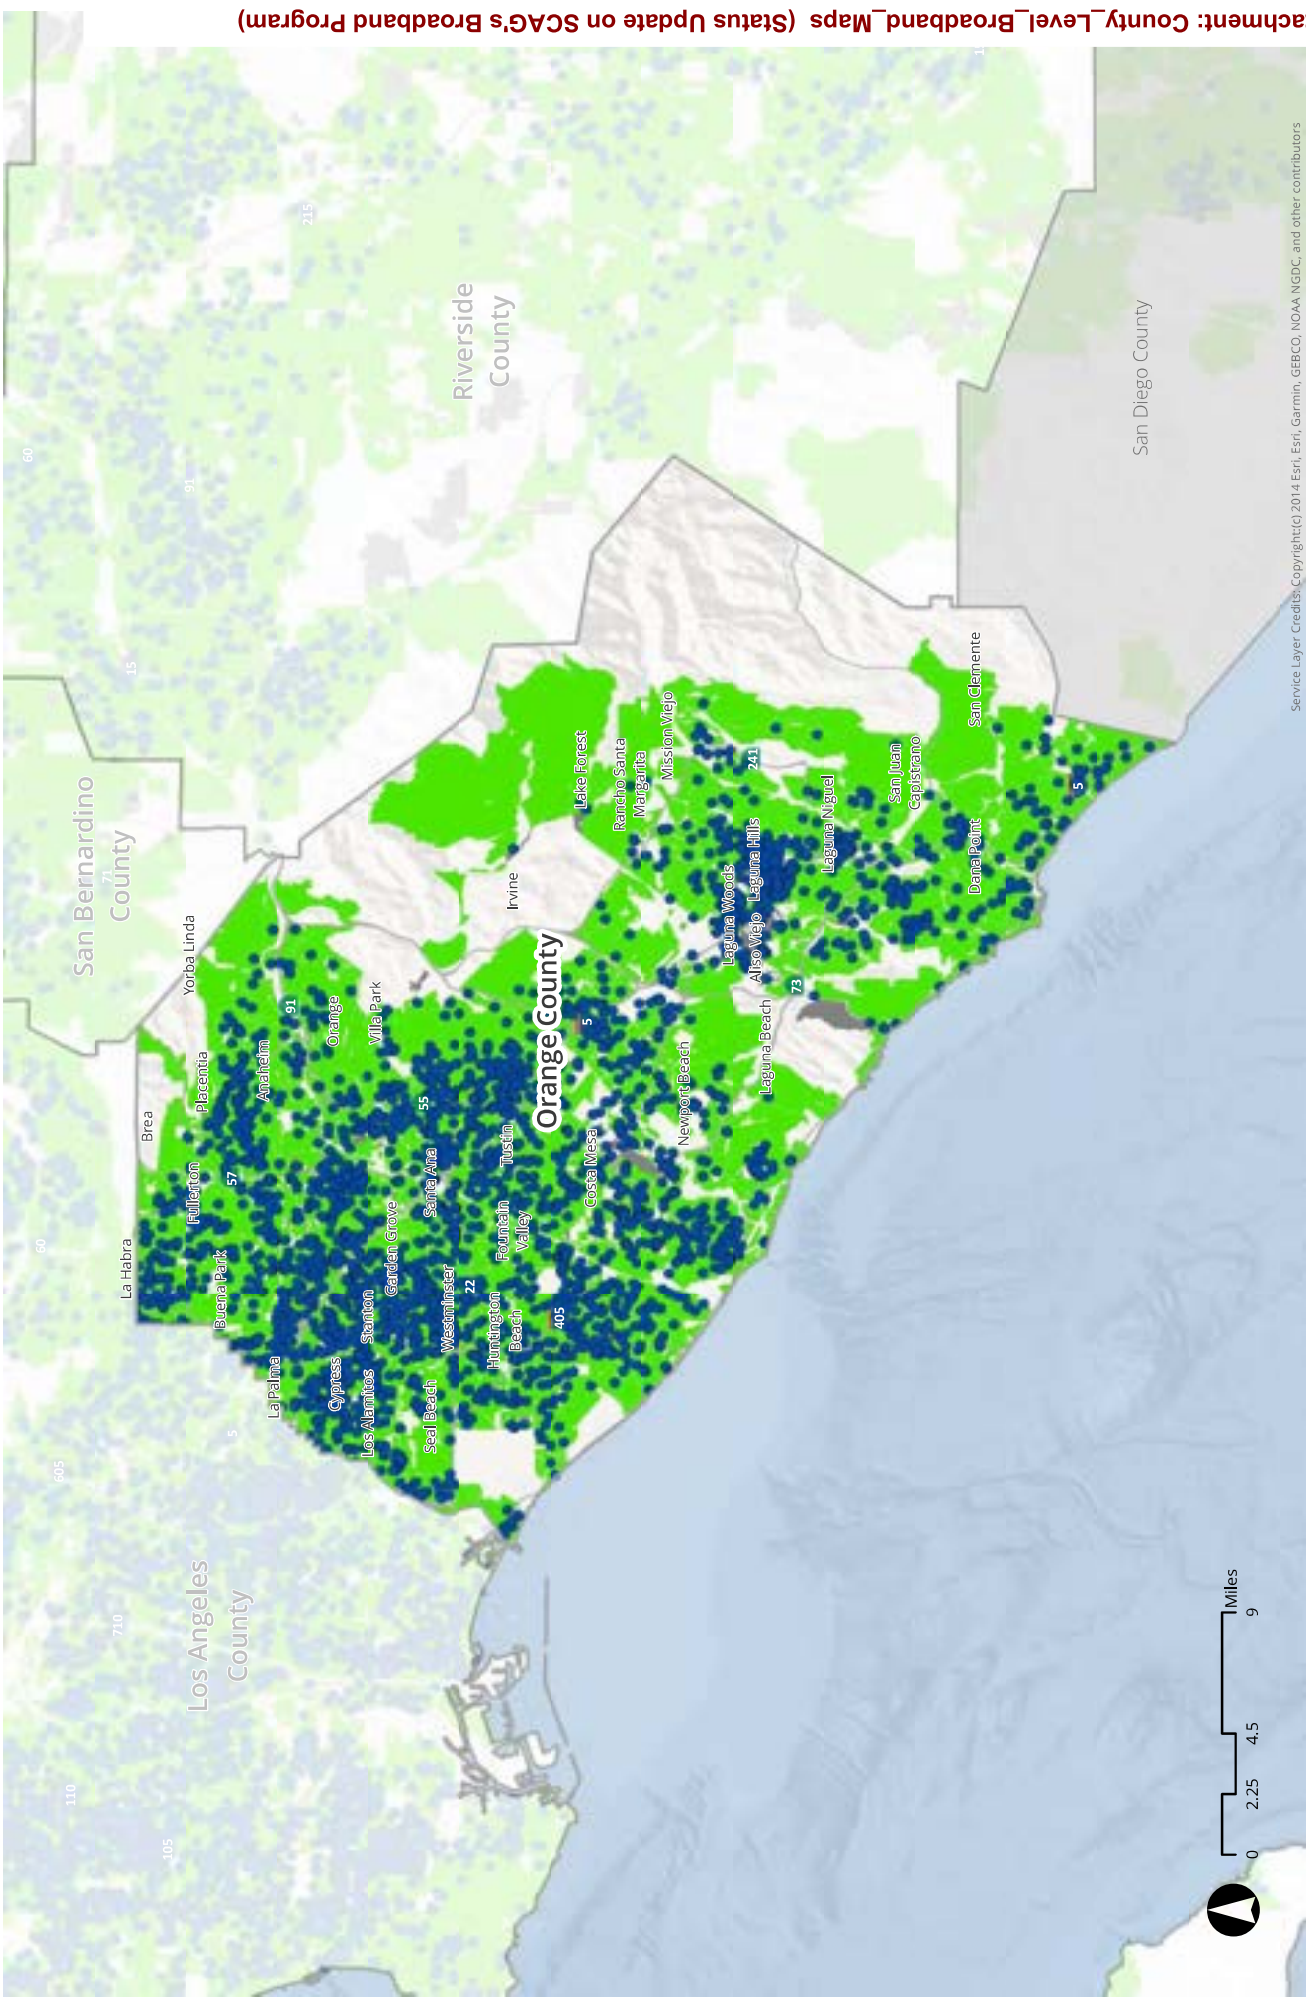 achment: County_Level_Broadband_Maps (Status Update on SCAG's Broadband Program)
San Bernardino
County
Riverside
County
Los Angeles
County
San Diego County
Orange County
La Habra
Brea
Yorba Linda
Placentia
Fullerton
Buena Park
Anaheim
La Palma
Orange
Villa Park
Cypress
Stanton
Los Alamitos
Garden Grove
Santa Ana
Westminster
Seal Beach
Tustin
Fountain
Valley
Huntington
Beach
Irvine
Costa Mesa
Lake Forest
Rancho Santa
Margarita
Mission Viejo
Newport Beach
Laguna Woods
Laguna Hills
Aliso Viejo
Laguna Beach
Laguna Niguel
San Juan
Capistrano
Dana Point
San Clemente
60
91
15
215
71
60
605
5
710
110
105
57
91
55
22
405
5
73
241
5
0
2.25
4.5
9
Miles
Service Layer Credits: Copyright:(c) 2014 Esri, Esri, Garmin, GEBCO, NOAA NGDC, and other contributors